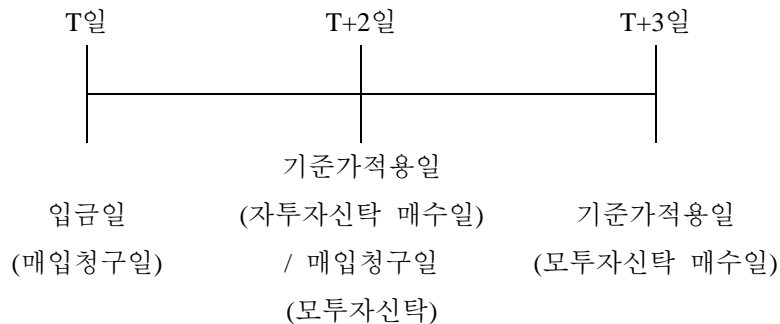 T일 T+2일 T+3일
기준가적용일
입금일 (자투자신탁 매수일) 기준가적용일
(매입청구일) / 매입청구일 (모투자신탁 매수일)
(모투자신탁)